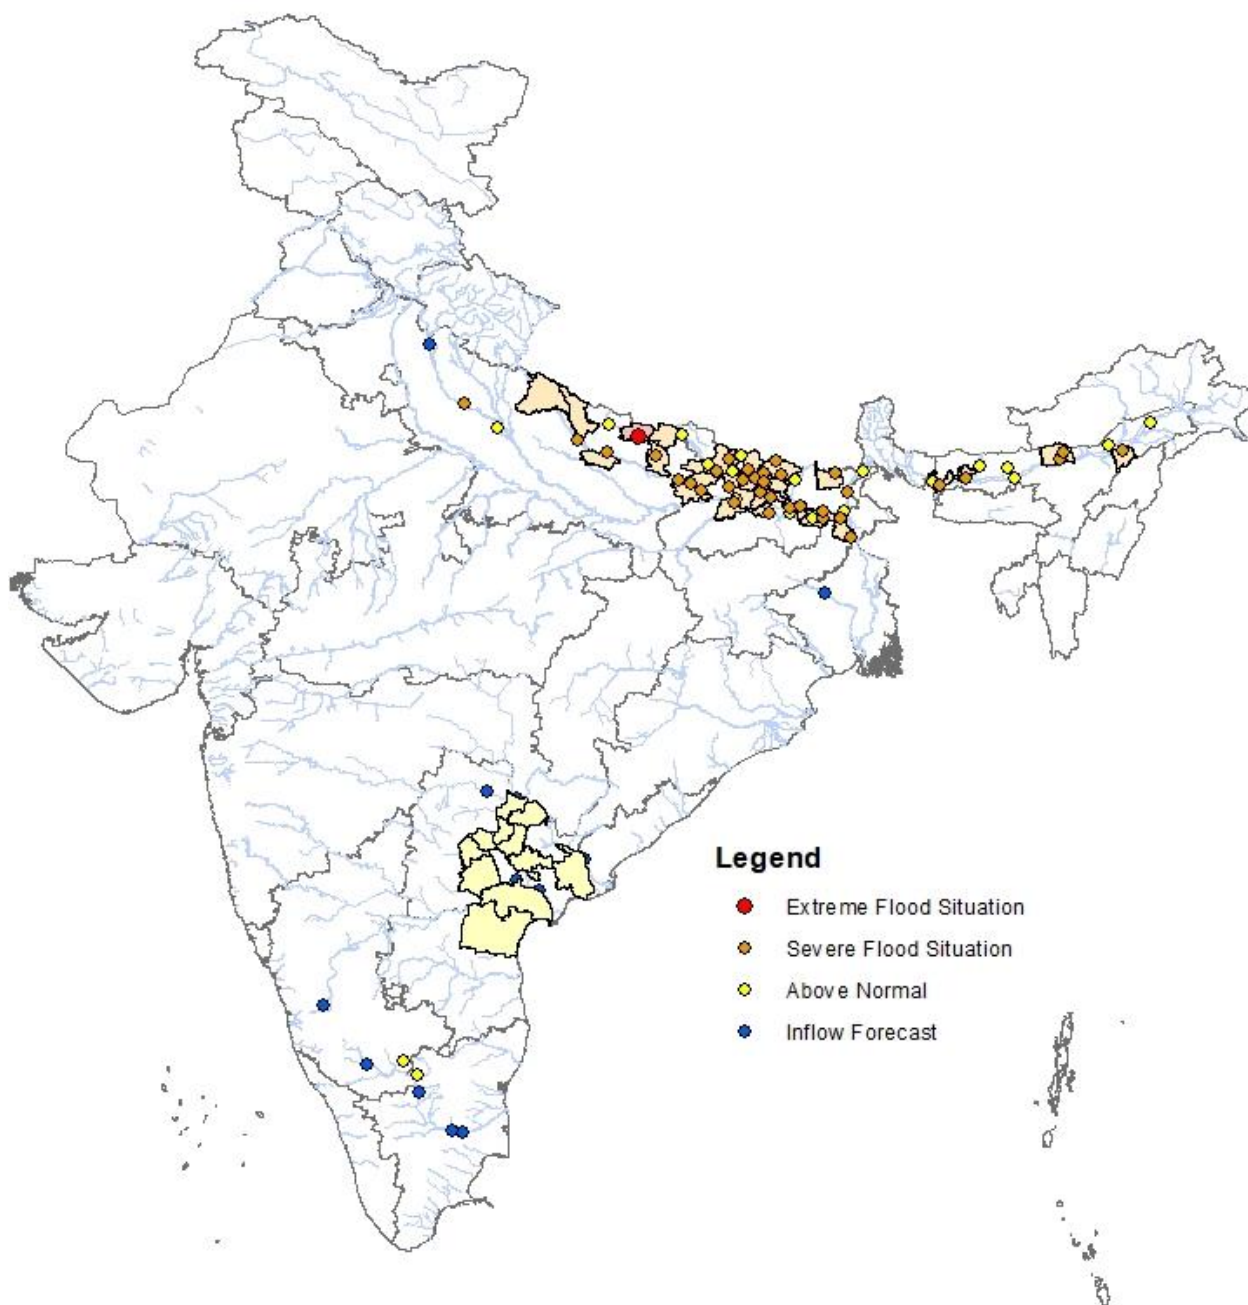 Legend
Extreme Flood Situation
Severe Flood Situation
Above Normal
Inflow Forecast